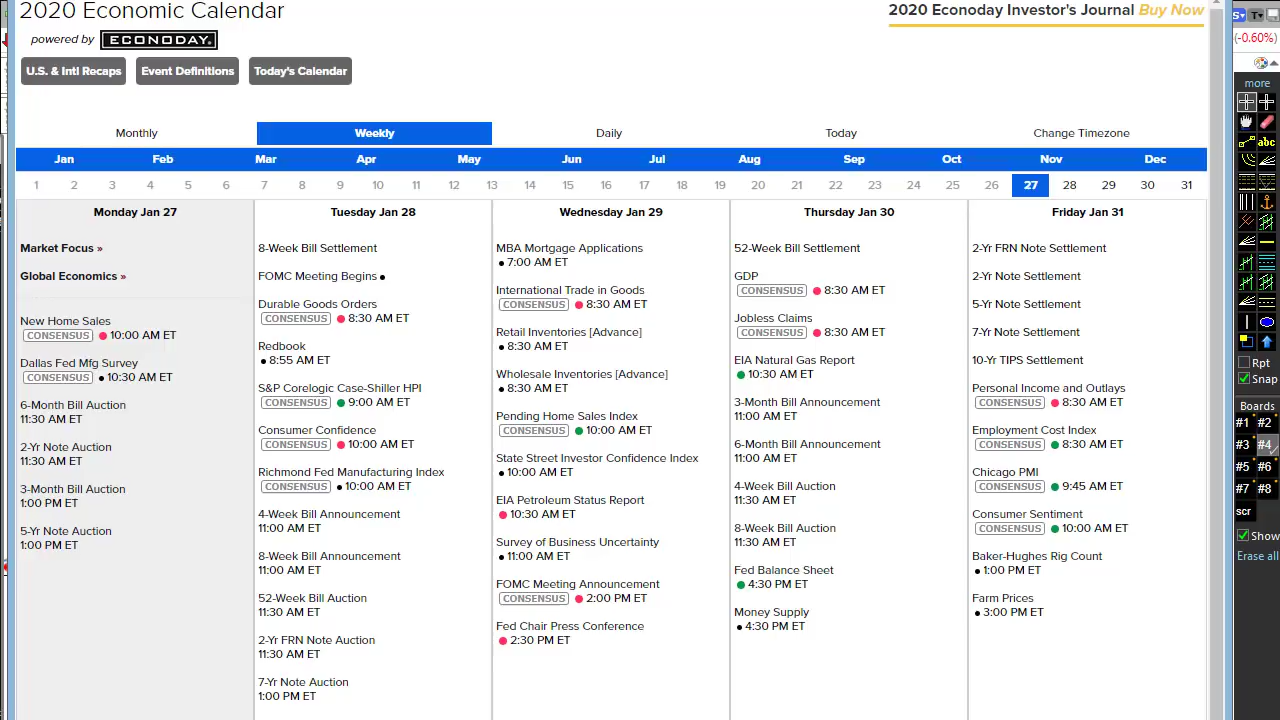 2020 Economic Calendar
2020 Econoday Investor's Journal Buy Now
powered by ECONODAY.
U.S. & Intl Recaps Event Definitions Today's Calendar
Monthly Weekly Daily Today Change Timezone
Jan Feb Mar Apr May Jun Jul Aug Sep Oct Nov Dec
1 2 3 4 5 6 7 8 9 10 11 12 13 14 15 16 17 18 19 20 21 22 23 24 25 26 27 28 29 30 31
Monday Jan 27
Market Focus »
Global Economics »
New Home Sales
CONSENSUS 10:00 AM ET
Dallas Fed Mfg Survey
CONSENSUS 10:30 AM ET
6-Month Bill Auction
11:30 AM ET
2-Yr Note Auction
11:30 AM ET
3-Month Bill Auction
1:00 PM ET
5-Yr Note Auction
1:00 PM ET
Tuesday Jan 28
8-Week Bill Settlement
FOMC Meeting Begins
Durable Goods Orders
CONSENSUS 8:30 AM ET
Redbook
8:55 AM ET
S&P Corelogic Case-Shiller HPI
CONSENSUS 9:00 AM ET
Consumer Confidence
CONSENSUS 10:00 AM ET
Richmond Fed Manufacturing Index
CONSENSUS 10:00 AM ET
4-Week Bill Announcement
11:00 AM ET
8-Week Bill Announcement
11:00 AM ET
52-Week Bill Auction
11:30 AM ET
2-Yr FRN Note Auction
11:30 AM ET
7-Yr Note Auction
1:00 PM ET
Wednesday Jan 29
MBA Mortgage Applications
7:00 AM ET
International Trade in Goods
CONSENSUS 8:30 AM ET
Retail Inventories [Advance]
8:30 AM ET
Wholesale Inventories [Advance]
8:30 AM ET
Pending Home Sales Index
CONSENSUS 10:00 AM ET
State Street Investor Confidence Index
10:00 AM ET
EIA Petroleum Status Report
10:30 AM ET
Survey of Business Uncertainty
11:00 AM ET
FOMC Meeting Announcement
CONSENSUS 2:00 PM ET
Fed Chair Press Conference
2:30 PM ET
Thursday Jan 30
52-Week Bill Settlement
GDP
CONSENSUS 8:30 AM ET
Jobless Claims
CONSENSUS 8:30 AM ET
EIA Natural Gas Report
10:30 AM ET
3-Month Bill Announcement
11:00 AM ET
6-Month Bill Announcement
11:00 AM ET
4-Week Bill Auction
11:30 AM ET
8-Week Bill Auction
11:30 AM ET
Fed Balance Sheet
4:30 PM ET
Money Supply
4:30 PM ET
Friday Jan 31
2-Yr FRN Note Settlement
2-Yr Note Settlement
5-Yr Note Settlement
7-Yr Note Settlement
10-Yr TIPS Settlement
Personal Income and Outlays
CONSENSUS 8:30 AM ET
Employment Cost Index
CONSENSUS 8:30 AM ET
Chicago PMI
CONSENSUS 9:45 AM ET
Consumer Sentiment
CONSENSUS 10:00 AM ET
Baker-Hughes Rig Count
1:00 PM ET
Farm Prices
3:00 PM ET
S T
(-0.60%)
more
abc
Rpt
Snap
Boards
#1 #2
#3 #4
#5 #6
#7 #8
scr
Show
Erase all